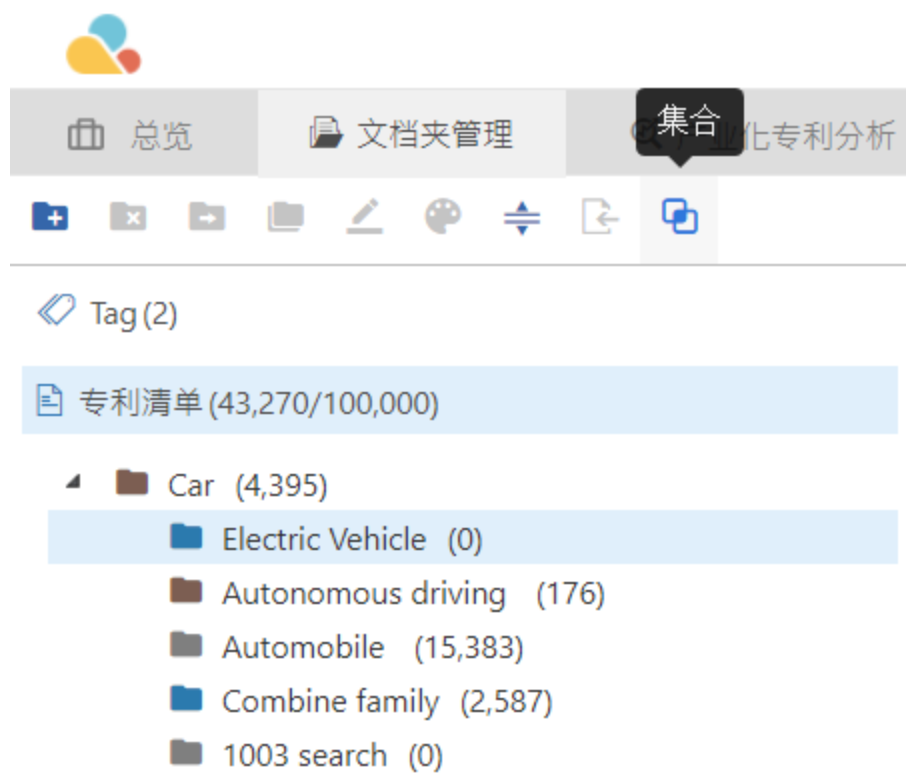 集合
总览 文档夹管理 业化专利分析
Tag (2)
专利清单 (43,270/100,000)
Car (4,395)
Electric Vehicle (0)
Autonomous driving (176)
Automobile (15,383)
Combine family (2,587)
1003 search (0)